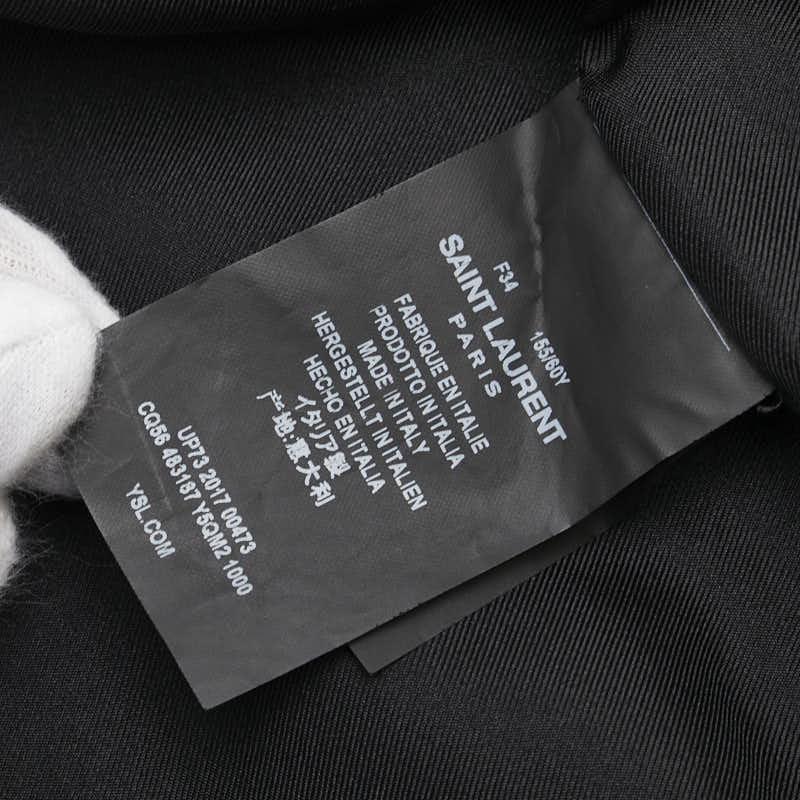 F34 155/60Y
SAINT LAURENT
PARIS
FABRIQUE EN ITALIE
PRODOTTO IN ITALIA
MADE IN ITALY
HERGESTELLT IN ITALIEN
HECHO EN ITALIA
イタリア製
产地:意大利
UP73 2017 00473
CQ56 483187 Y5QM2 1000
YSL.COM